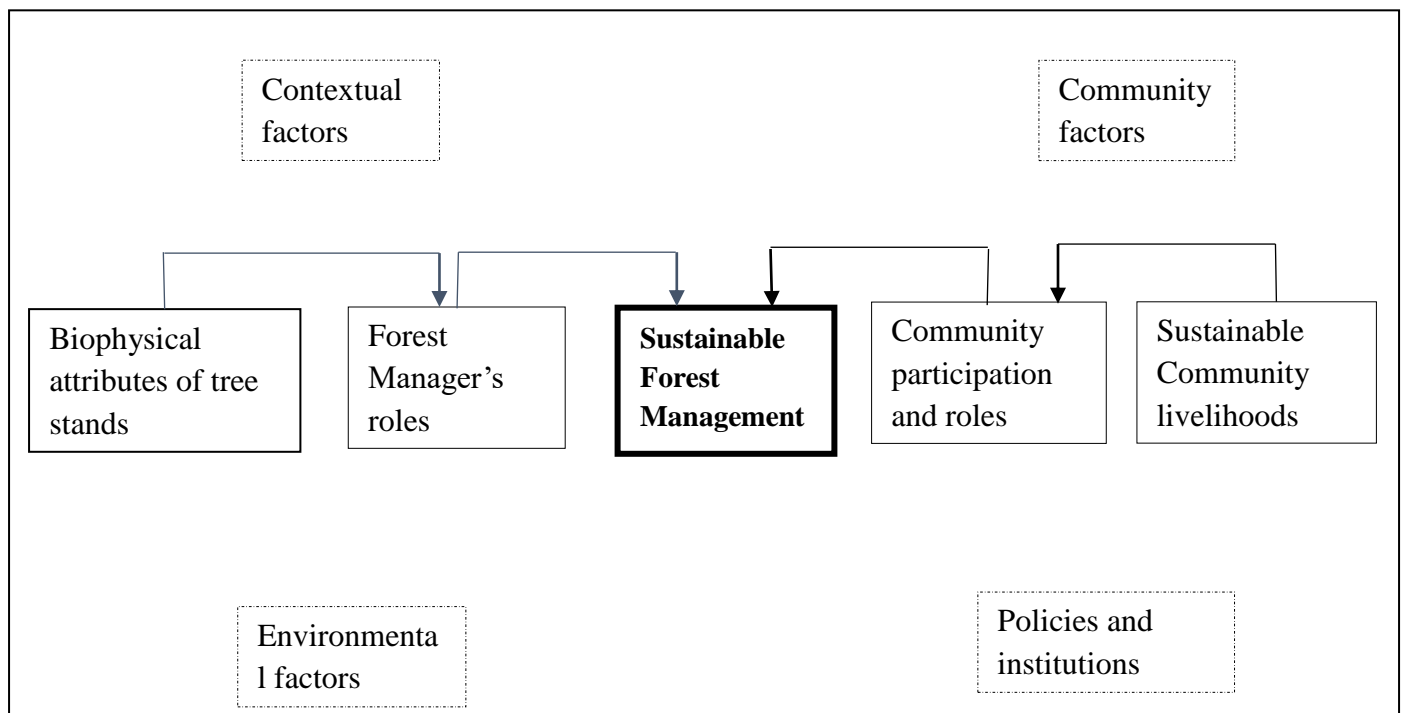 Contextual
factors
Community
factors
Biophysical
attributes of tree
stands
Forest
Manager’s
roles
Sustainable
Forest
Management
Community
participation
and roles
Sustainable
Community
livelihoods
Environmenta
l factors
Policies and
institutions